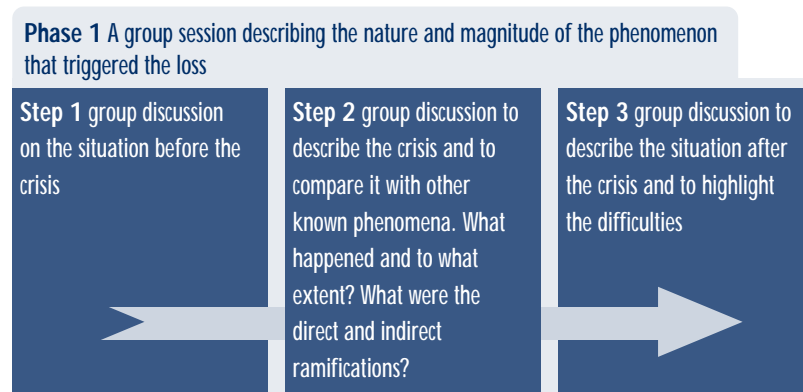 Phase 1 A group session describing the nature and magnitude of the phenomenon
that triggered the loss
Step 1 group discussion
on the situation before the
crisis
Step 2 group discussion to
describe the crisis and to
compare it with other
known phenomena. What
happened and to what
extent? What were the
direct and indirect
ramifications?
Step 3 group discussion to
describe the situation after
the crisis and to highlight
the difficulties